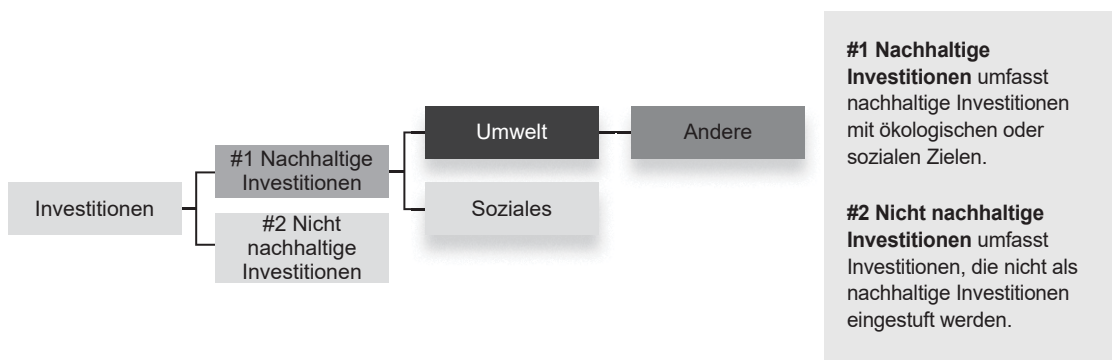 Investitionen
#1 Nachhaltige
Investitionen
#2 Nicht
nachhaltige
Investitionen
Umwelt
Soziales
Andere
#1 Nachhaltige
Investitionen umfasst
nachhaltige Investitionen
mit ökologischen oder
sozialen Zielen.
#2 Nicht nachhaltige
Investitionen umfasst
Investitionen, die nicht als
nachhaltige Investitionen
eingestuft werden.